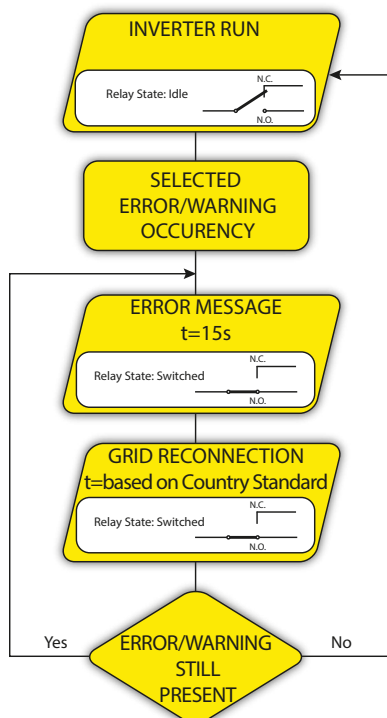 INVERTER RUN
N.C.
Relay State: Idle
N.O.
SELECTED
ERROR/WARNING
OCCURENCY
ERROR MESSAGE
t=15s
N.C.
Relay State: Switched
N.O.
GRID RECONNECTION
t=based on Country Standard
N.C.
Relay State: Switched
N.O.
Yes
No
ERROR/WARNING
STILL
PRESENT